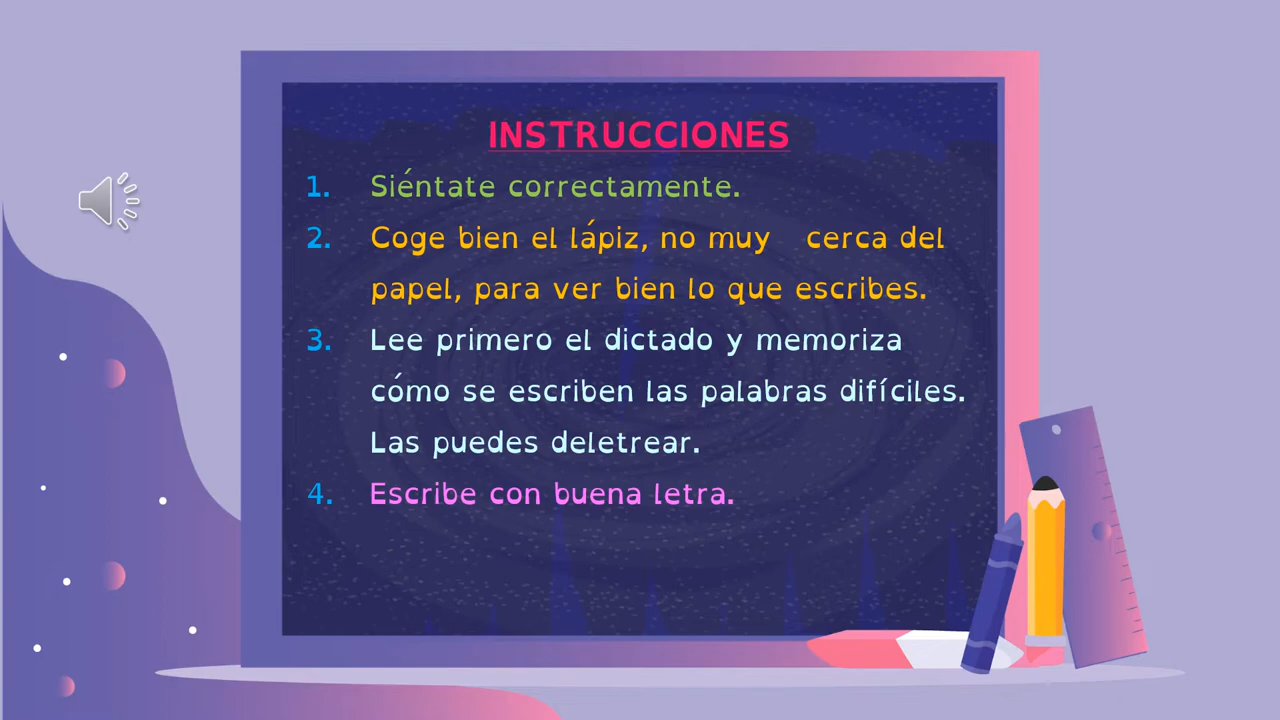 INSTRUCCIONES
1. Siéntate correctamente.
2. Coge bien el lápiz, no muy cerca del
papel, para ver bien lo que escribes.
3. Lee primero el dictado y memoriza
cómo se escriben las palabras difíciles.
Las puedes deletrear.
4. Escribe con buena letra.